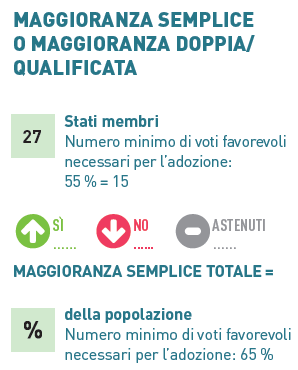 MAGGIORANZA SEMPLICE
O MAGGIORANZA DOPPIA/
QUALIFICATA
27
Stati membri
Numero minimo di voti favorevoli
necessari per l'adozione:
55 % = 15
SÌ ......
NO ......
ASTENUTI ......
MAGGIORANZA SEMPLICE TOTALE =
%
della popolazione
Numero minimo di voti favorevoli
necessari per l'adozione: 65 %